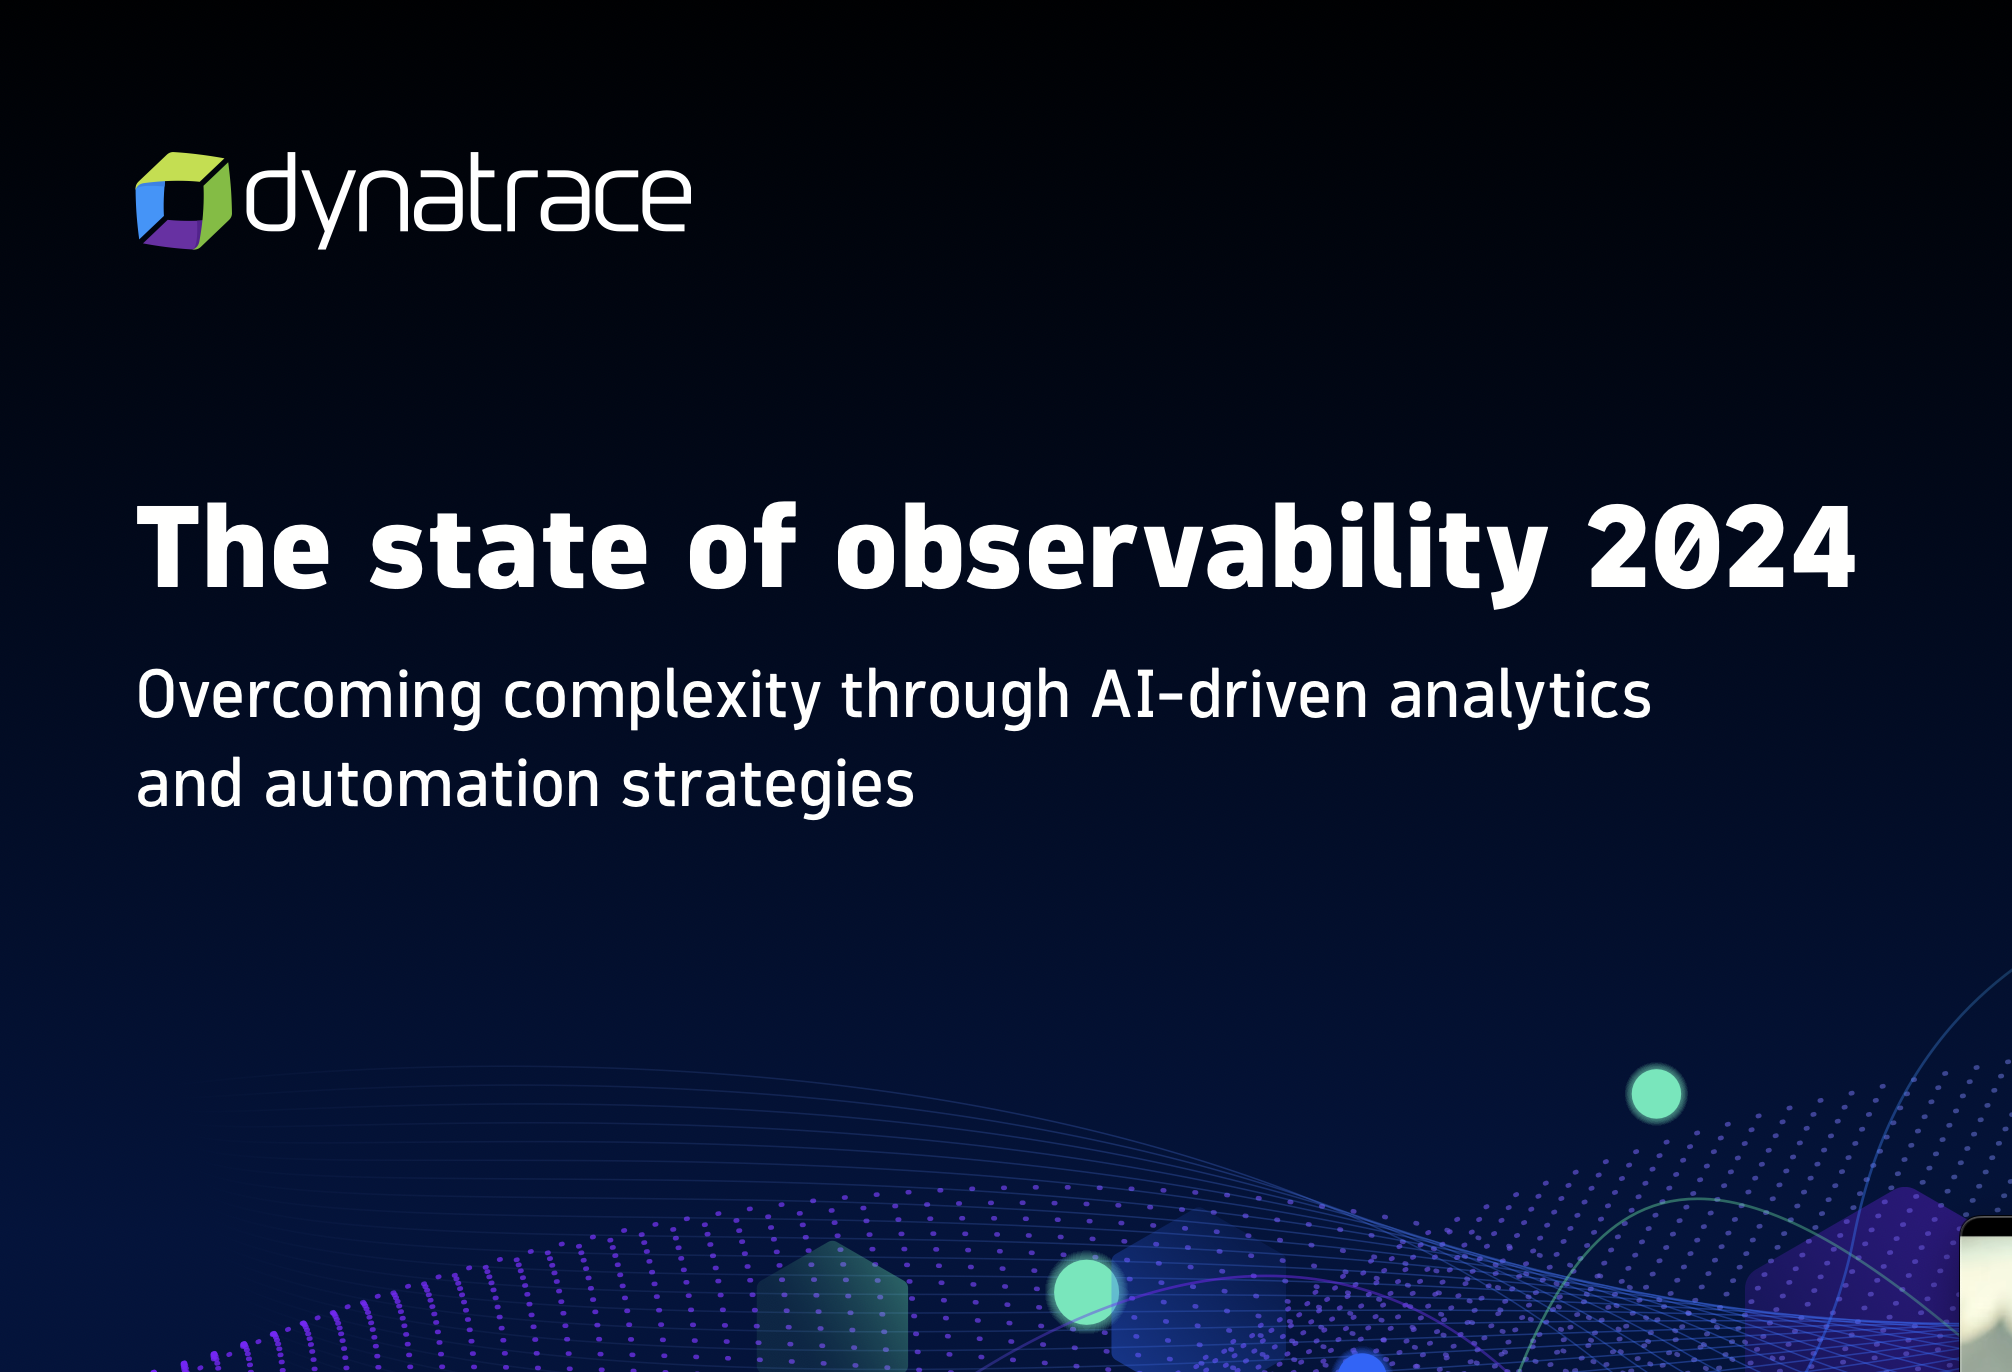 dynatrace
The state of observability 2024
Overcoming complexity through AI-driven analytics
and automation strategies